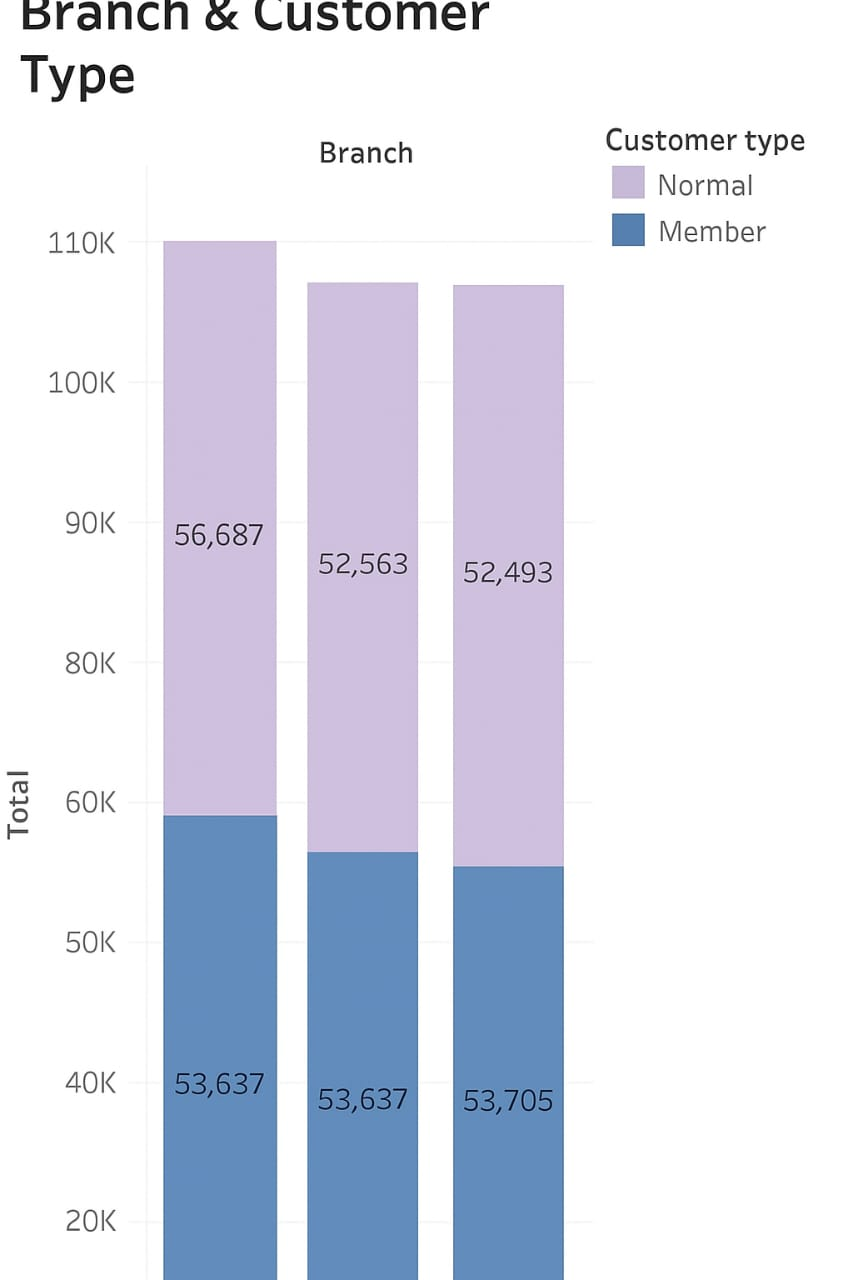 Branch & Customer
Type
Branch
Customer type
Normal
Member
110K
100K
90K
80K
60K
50K
40K
20K
Total
56,687
52,563
52,493
53,637
53,637
53,705